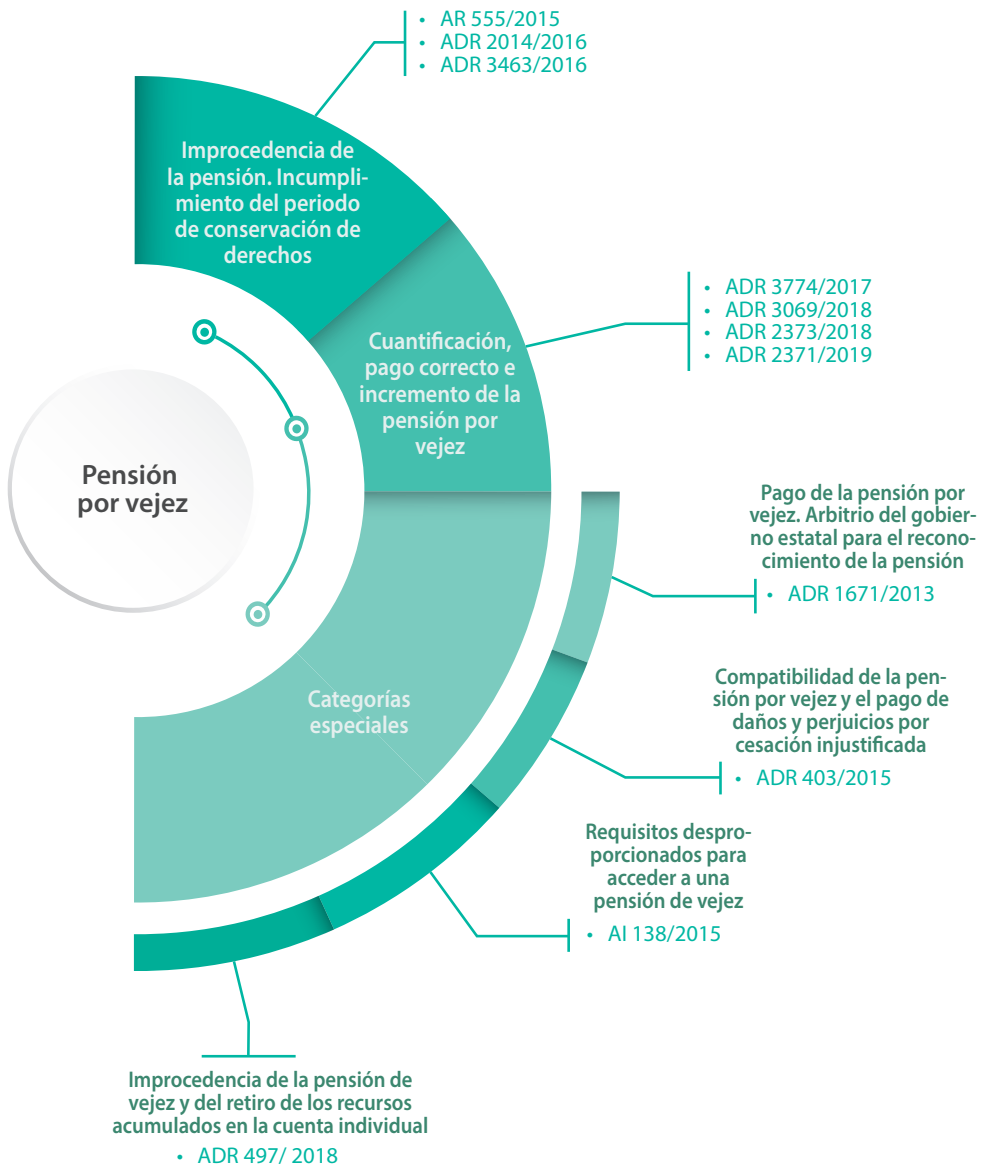 • AR 555/2015
• ADR 2014/2016
• ADR 3463/2016
Improcedencia de
la pensión. Incumpli-
miento del periodo
de conservación de
derechos
• ADR 3774/2017
• ADR 3069/2018
• ADR 2373/2018
• ADR 2371/2019
Cuantificación,
pago correcto e
incremento de la
pensión por
vejez
Pensión
por vejez
Pago de la pensión por
vejez. Arbitrio del gobier-
no estatal para el recono-
cimiento de la pensión
• ADR 1671/2013
Categorías
especiales
Compatibilidad de la pen-
sión por vejez y el pago de
daños y perjuicios por
cesación injustificada
• ADR 403/2015
Requisitos despro-
porcionados para
acceder a una
pensión de vejez
• AI 138/2015
Improcedencia de la pensión de
vejez y del retiro de los recursos
acumulados en la cuenta individual
• ADR 497/ 2018